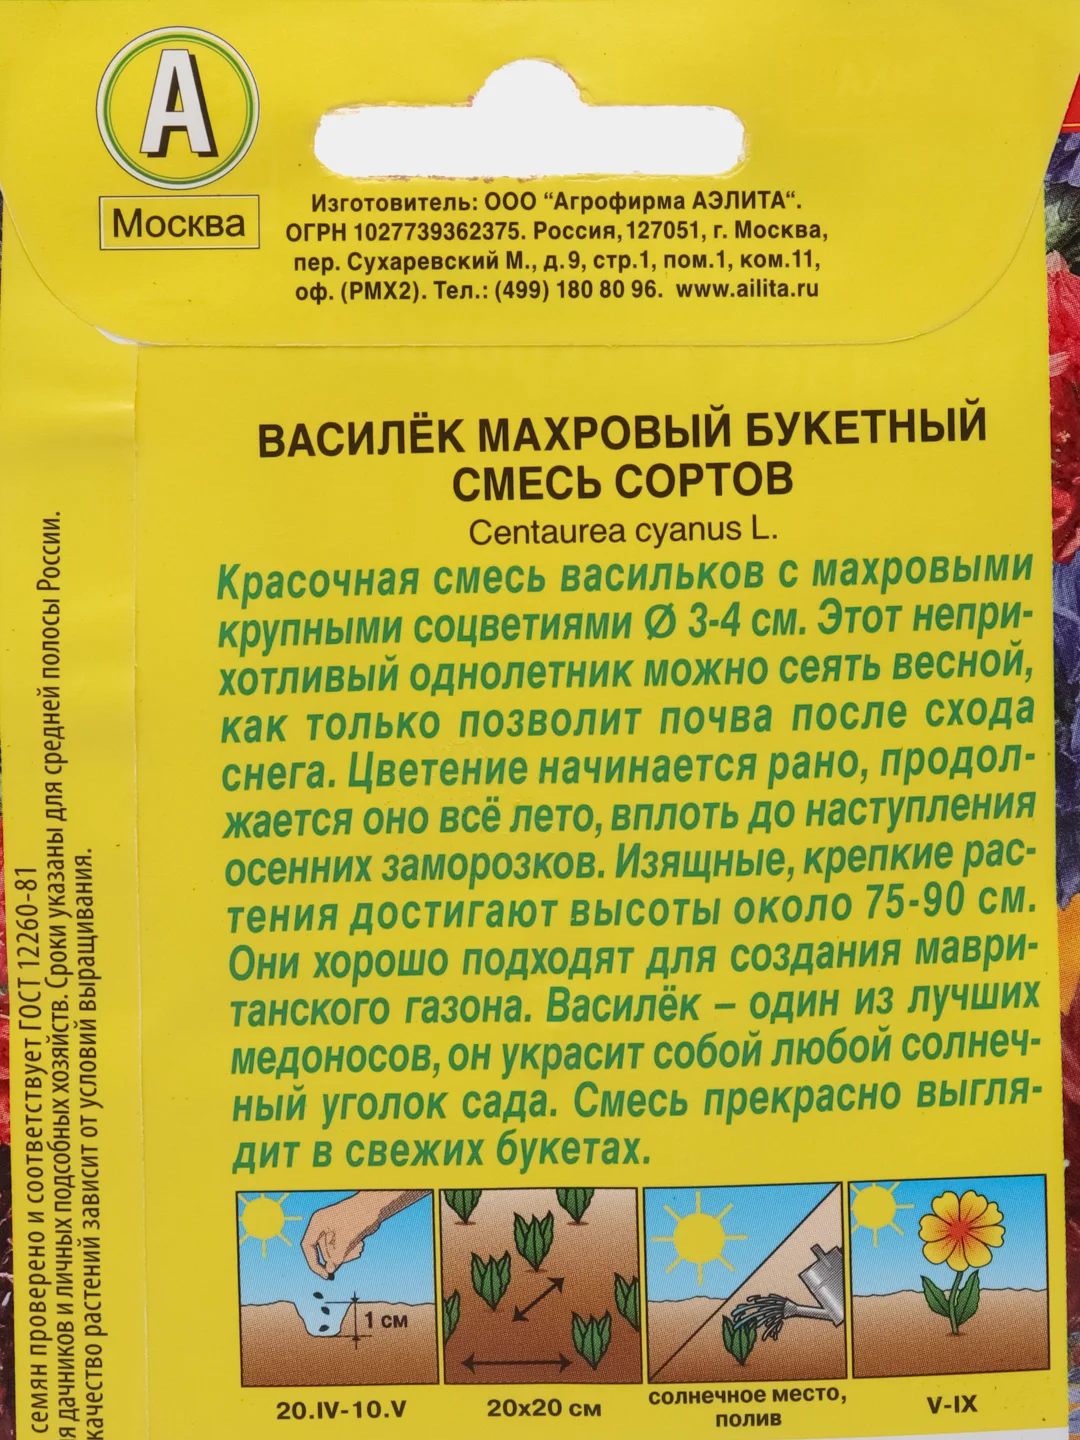 А
Москва
Изготовитель: ООО “Агрофирма АЭЛИТА“.
ОГРН 1027739362375. Россия, 127051, г. Москва,
пер. Сухаревский М., д.9, стр.1, пом.1, ком.11,
оф. (РМХ2). Тел.: (499) 180 80 96. www.ailita.ru
ВАСИЛЁК МАХРОВЫЙ БУКЕТНЫЙ
СМЕСЬ СОРТОВ
Centaurea cyanus L.
Красочная смесь васильков с махровыми
крупными соцветиями Ø 3-4 см. Этот непри-
хотливый однолетник можно сеять весной,
как только позволит почва после схода
снега. Цветение начинается рано, продол-
жается оно всё лето, вплоть до наступления
осенних заморозков. Изящные, крепкие рас-
тения достигают высоты около 75-90 см.
Они хорошо подходят для создания маври-
танского газона. Василёк – один из лучших
медоносов, он украсит собой любой солнеч-
ный уголок сада. Смесь прекрасно выгля-
дит в свежих букетах.
1 см
20.IV-10.V
20x20 см
солнечное место,
полив
V-IX
семян проверено и соответствует ГОСТ 12260-81
дачников и личных подсобных хозяйств. Сроки указаны для средней полосы России.
качество растений зависит от условий выращивания.